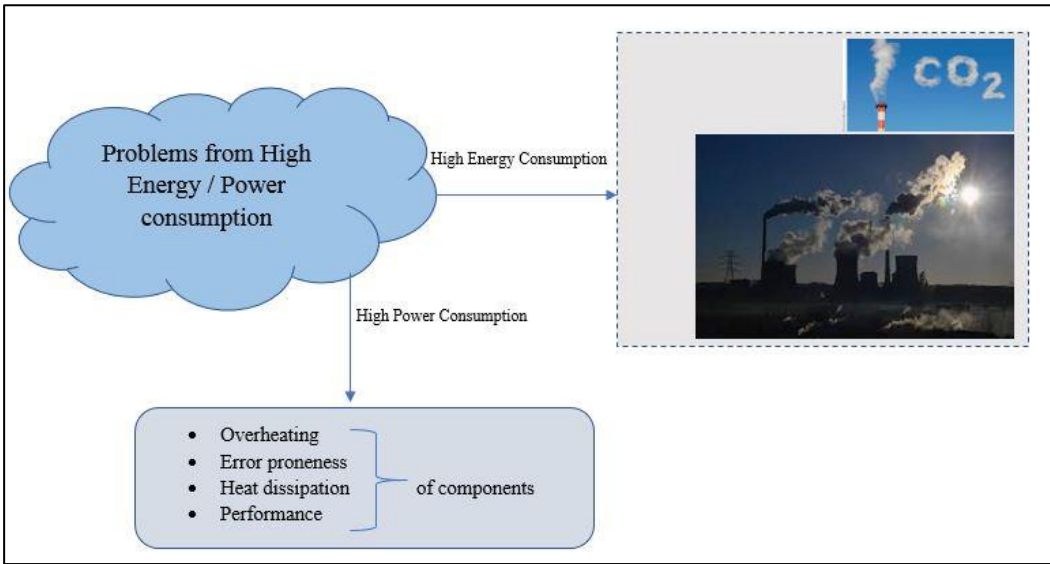 Problems from High
Energy / Power
consumption
High Energy Consumption
CO2
High Power Consumption
• Overheating
• Error proneness
• Heat dissipation
• Performance
of components